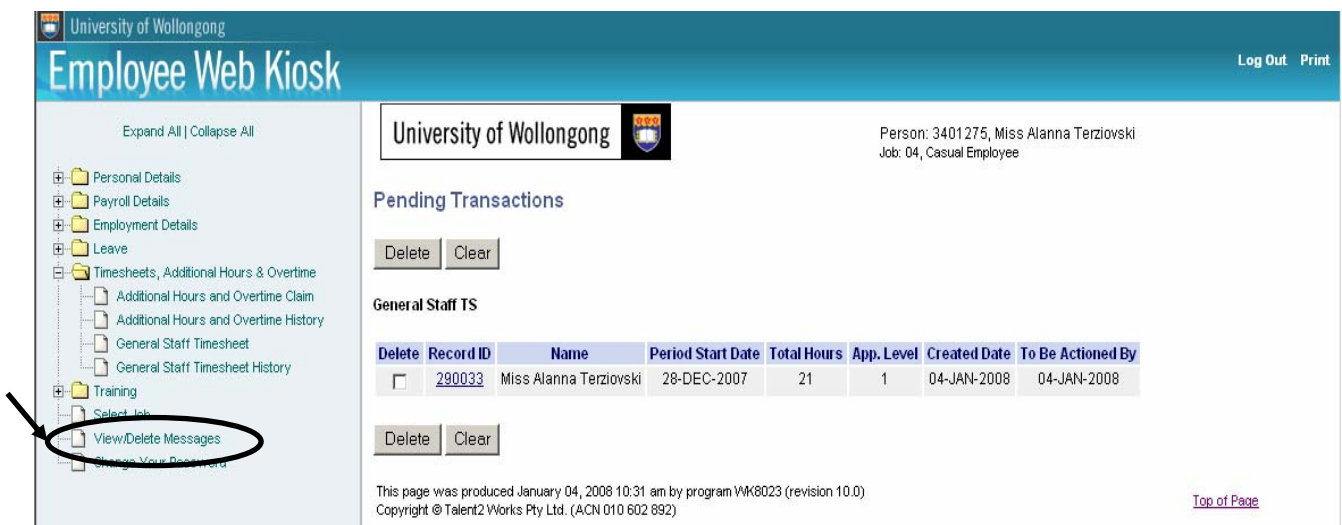 University of Wollongong
Employee Web Kiosk
Log Out Print
Expand All | Collapse All
Personal Details
Payroll Details
Employment Details
Leave
Timesheets, Additional Hours & Overtime
Additional Hours and Overtime Claim
Additional Hours and Overtime History
General Staff Timesheet
General Staff Timesheet History
Training
Select Job
View/Delete Messages
Change Your Password
University of Wollongong
Person: 3401275, Miss Alanna Terziovski
Job: 04, Casual Employee
Pending Transactions
Delete Clear
General Staff TS
Delete Record ID Name Period Start Date Total Hours App. Level Created Date To Be Actioned By
290033 Miss Alanna Terziovski 28-DEC-2007 21 1 04-JAN-2008 04-JAN-2008
Delete Clear
This page was produced January 04, 2008 10:31 am by program WK8023 (revision 10.0)
Copyright © Talent2 Works Pty Ltd. (ACN 010 602 892)
Top of Page